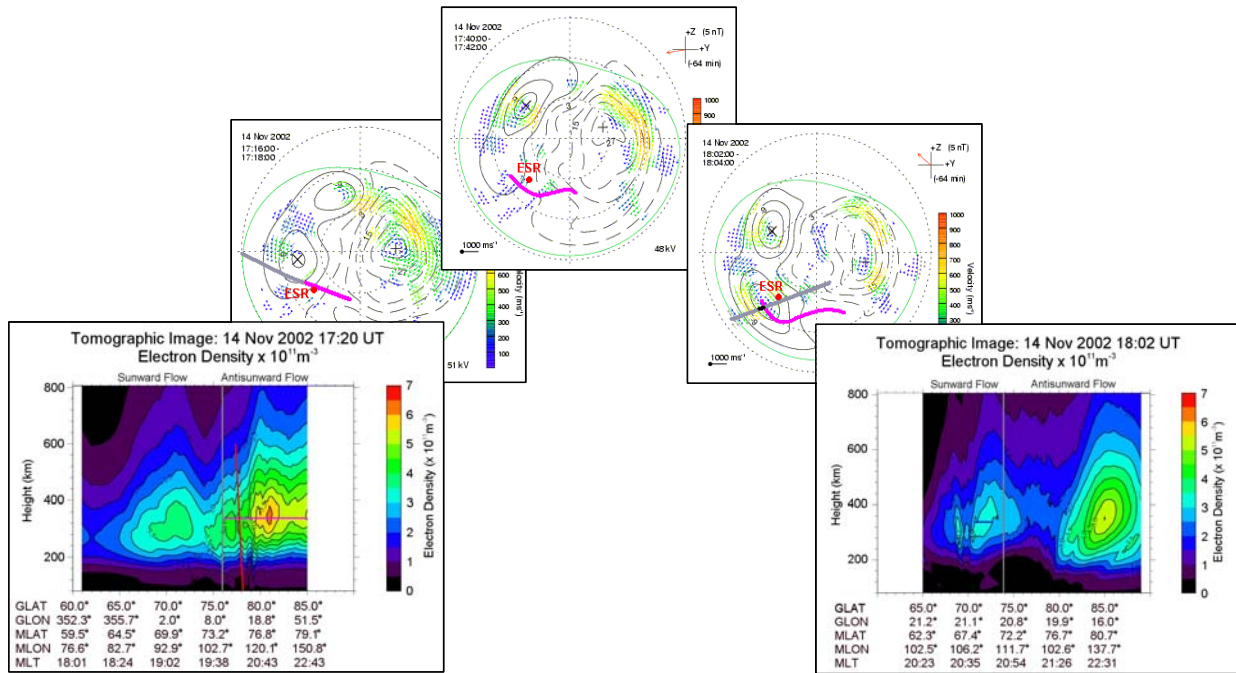 14 Nov 2002
17:40:00 -
17:42:00
+Z (5 nT)
+Y
(-64 min)
1000
900
ESR
1000 ms⁻¹
48 kV
14 Nov 2002
17:16:00 -
17:18:00
ESR
600
500
400
300
200
100
Velocity (ms⁻¹)
51 kV
14 Nov 2002
18:02:00 -
18:04:00
+Z (5 nT)
+Y
(-64 min)
1000
900
800
700
600
500
400
300
200
100
Velocity (ms⁻¹)
ESR
1000 ms⁻¹
Tomographic Image: 14 Nov 2002 17:20 UT
Electron Density x 10¹¹m⁻³
Sunward Flow Antisunward Flow
800
600
400
200
Height (km)
7
6
5
4
3
2
1
0
Electron Density (x 10¹¹m⁻³)
GLAT 60.0° 65.0° 70.0° 75.0° 80.0° 85.0°
GLON 352.3° 355.7° 2.0° 8.0° 18.8° 51.5°
MLAT 59.5° 64.5° 69.9° 73.2° 76.8° 79.1°
MLON 76.6° 82.7° 92.9° 102.7° 120.1° 150.8°
MLT 18:01 18:24 19:02 19:38 20:43 22:43
Tomographic Image: 14 Nov 2002 18:02 UT
Electron Density x 10¹¹m⁻³
Sunward Flow Antisunward Flow
800
600
400
200
Height (km)
7
6
5
4
3
2
1
0
Electron Density (x 10¹¹m⁻³)
GLAT 65.0° 70.0° 75.0° 80.0° 85.0°
GLON 21.2° 21.1° 20.8° 19.9° 16.0°
MLAT 62.3° 67.4° 72.2° 76.7° 80.7°
MLON 102.5° 106.2° 111.7° 102.6° 137.7°
MLT 20:23 20:35 20:54 21:26 22:31